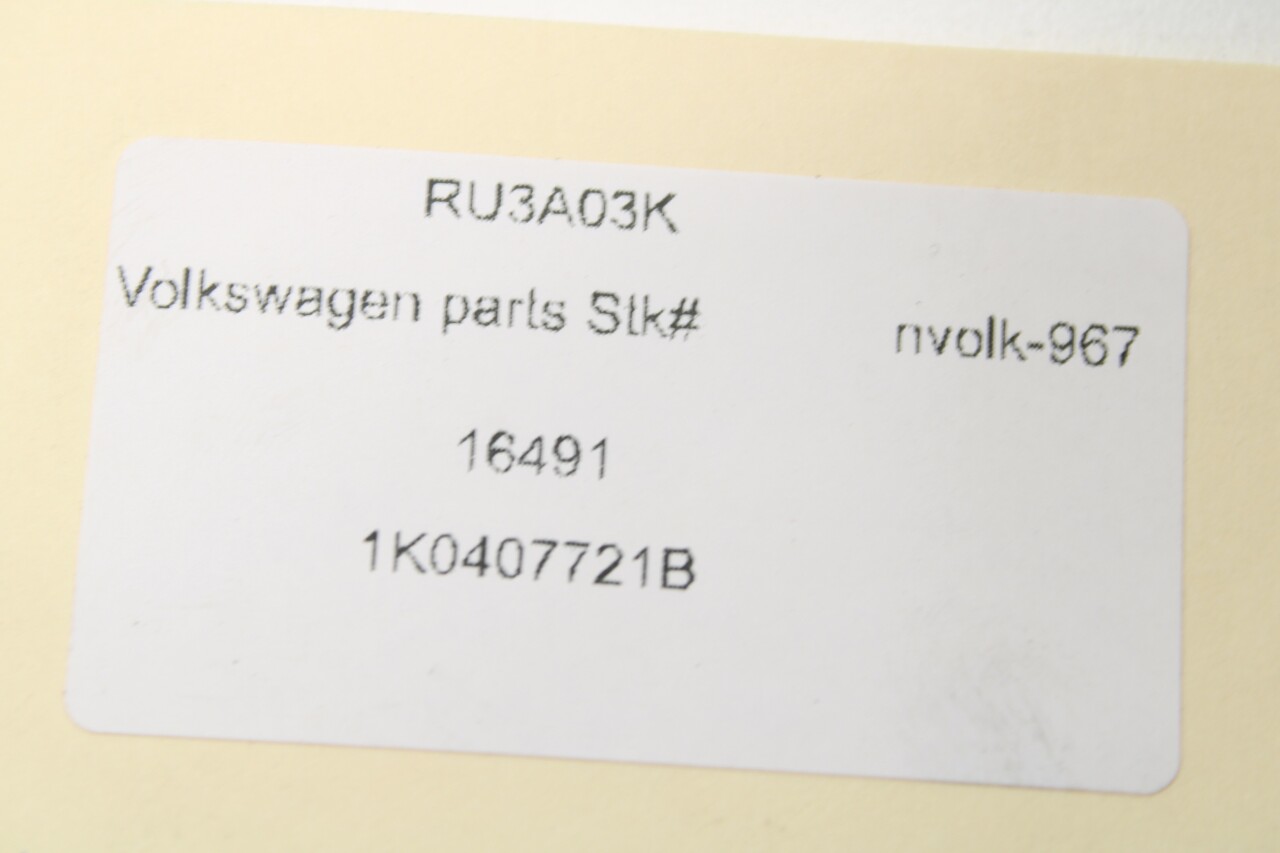 RU3A03K
Volkswagen parts Stk# nvolk-967
16491
1K0407721B